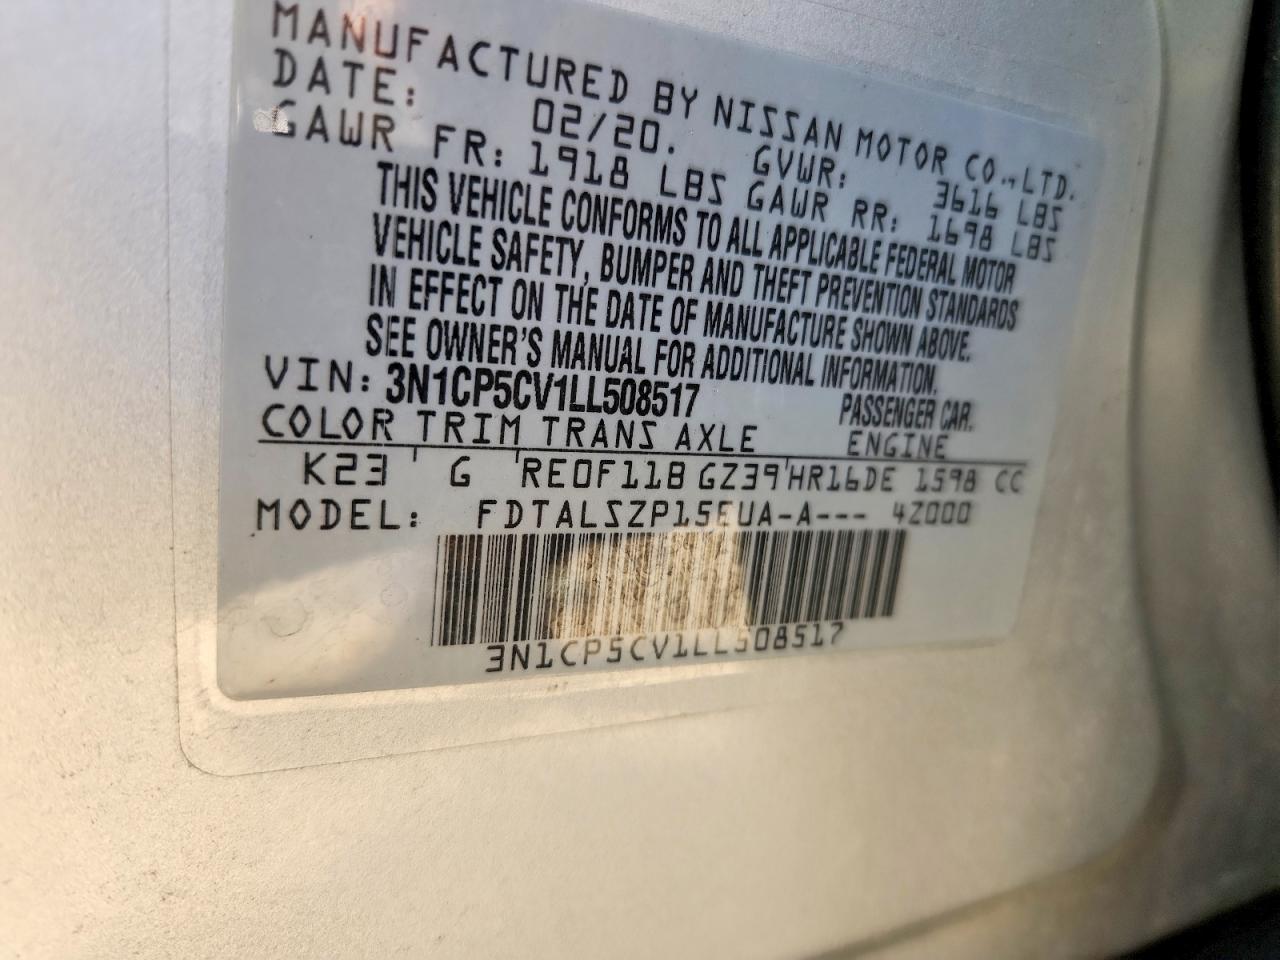 MANUFACTURED BY NISSAN MOTOR CO., LTD.
DATE: 02/20. GVWR: 3616 LBS
GAWR FR: 1918 LBS GAWR RR: 1698 LBS
THIS VEHICLE CONFORMS TO ALL APPLICABLE FEDERAL MOTOR
VEHICLE SAFETY, BUMPER AND THEFT PREVENTION STANDARDS
IN EFFECT ON THE DATE OF MANUFACTURE SHOWN ABOVE.
SEE OWNER'S MANUAL FOR ADDITIONAL INFORMATION.
VIN: 3N1CP5CV1LL508517 PASSENGER CAR.
COLOR TRIM TRANS AXLE ENGINE
K23 ' G 'RE0F11B GZ39'HR16DE 1598 CC
MODEL: FDTALSZP15EUA-A--- 4Z000
3N1CP5CV1LL508517